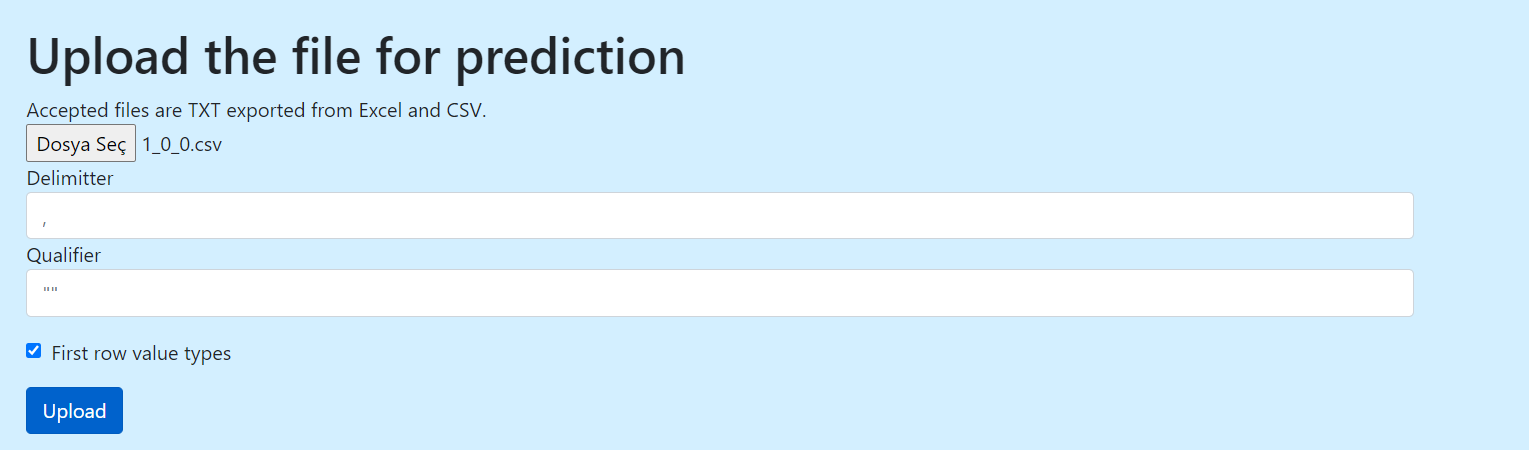 Upload the file for prediction
Accepted files are TXT exported from Excel and CSV.
Dosya Seç 1_0_0.csv
Delimitter
,
Qualifier
""
First row value types
Upload